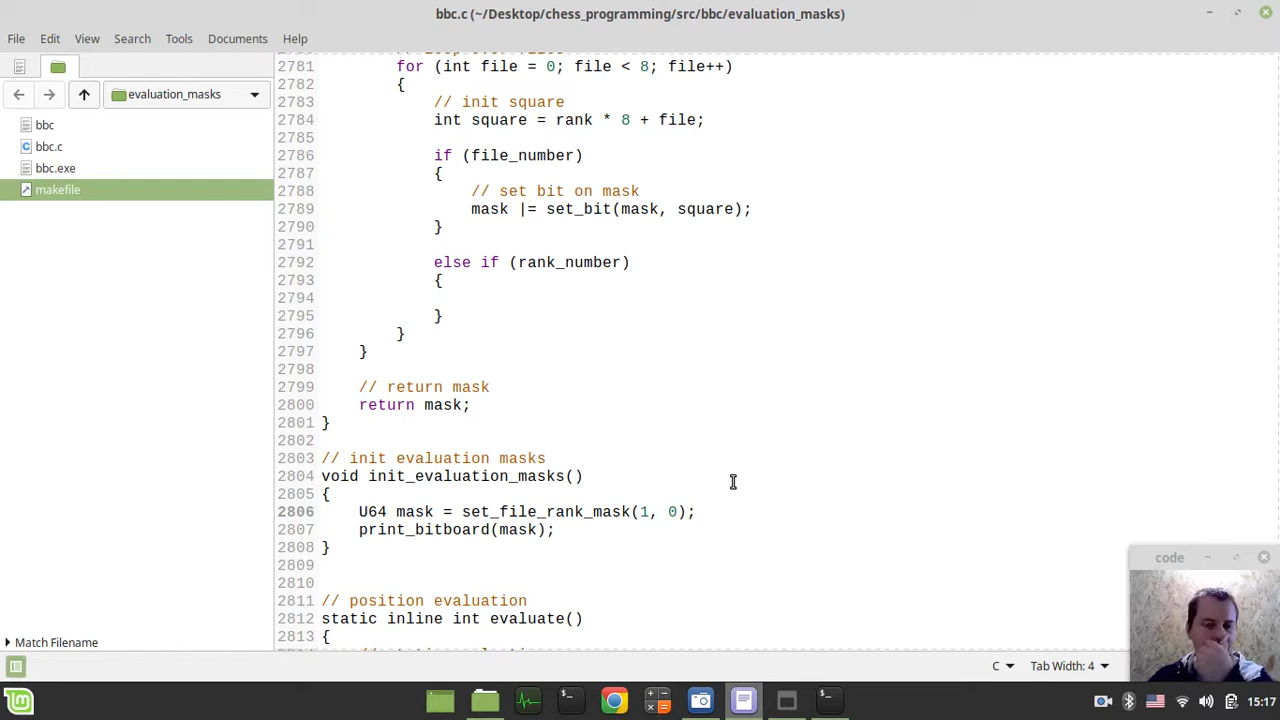 bbc.c (~/Desktop/chess_programming/src/bbc/evaluation_masks)
File Edit View Search Tools Documents Help
evaluation_masks
bbc
bbc.c
bbc.exe
makefile
Match Filename
2781 for (int file = 0; file < 8; file++)
2782 {
2783 // init square
2784 int square = rank * 8 + file;
2785
2786 if (file_number)
2787 {
2788 // set bit on mask
2789 mask |= set_bit(mask, square);
2790 }
2791
2792 else if (rank_number)
2793 {
2794
2795 }
2796 }
2797 }
2798
2799 // return mask
2800 return mask;
2801 }
2802
2803 // init evaluation masks
2804 void init_evaluation_masks()
2805 {
2806 U64 mask = set_file_rank_mask(1, 0);
2807 print_bitboard(mask);
2808 }
2809
2810
2811 // position evaluation
2812 static inline int evaluate()
2813 {
code
C Tab Width: 4
15:17